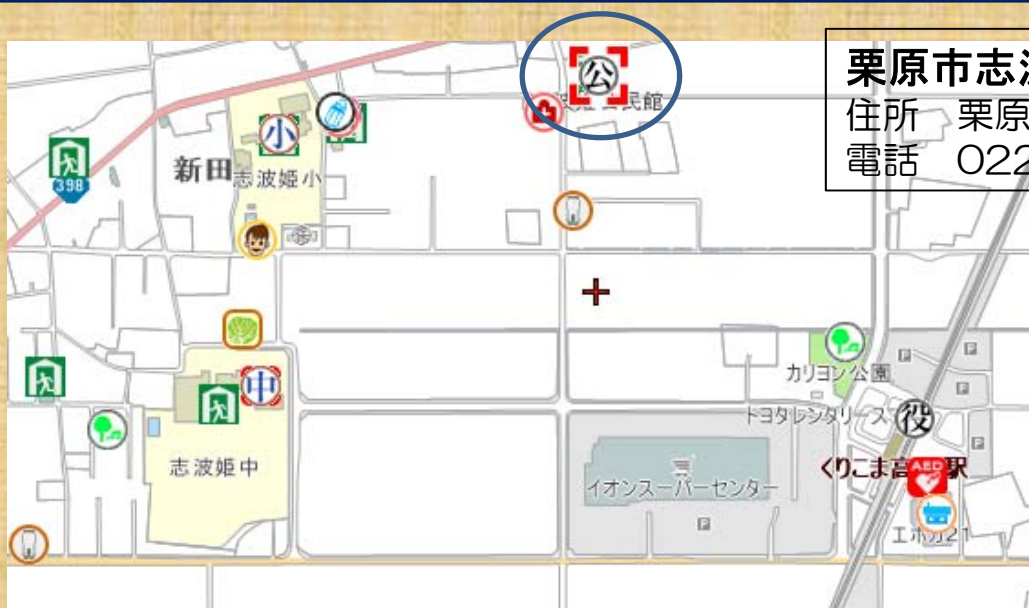 栗原市志波
住所 栗原
電話 022
公
民館
小
398
新田
志波姫小
中
志波姫中
カリヨン公園
トヨタレンタリース
役
くりこま高
駅
AED
イオンスーパーセンター
P
P
P
P
P
エポカ21